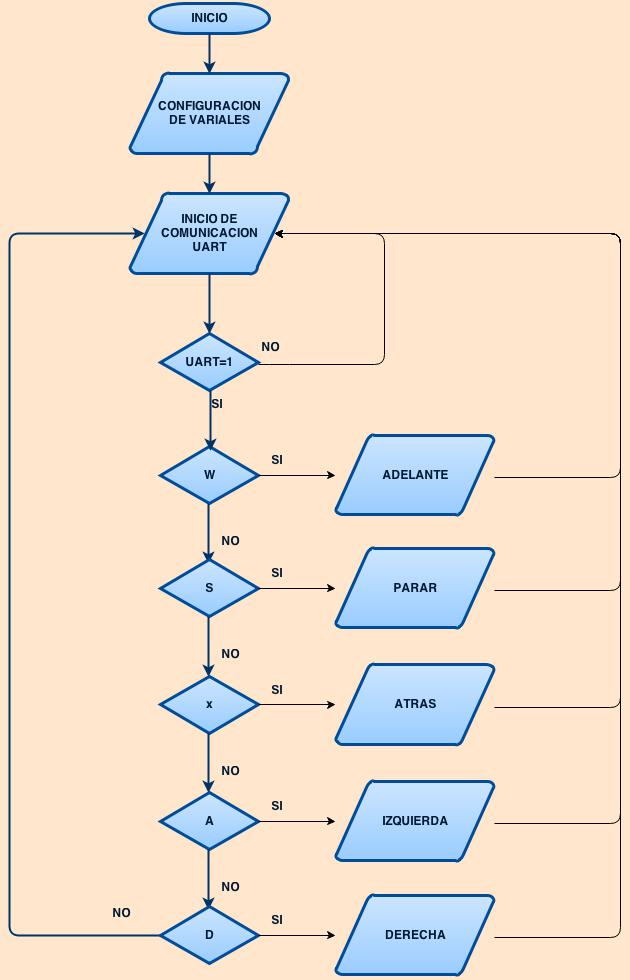 INICIO
CONFIGURACION
DE VARIALES
INICIO DE
COMUNICACION
UART
UART=1
NO
SI
W
SI
ADELANTE
NO
S
SI
PARAR
NO
x
SI
ATRAS
NO
A
SI
IZQUIERDA
NO
NO
D
SI
DERECHA